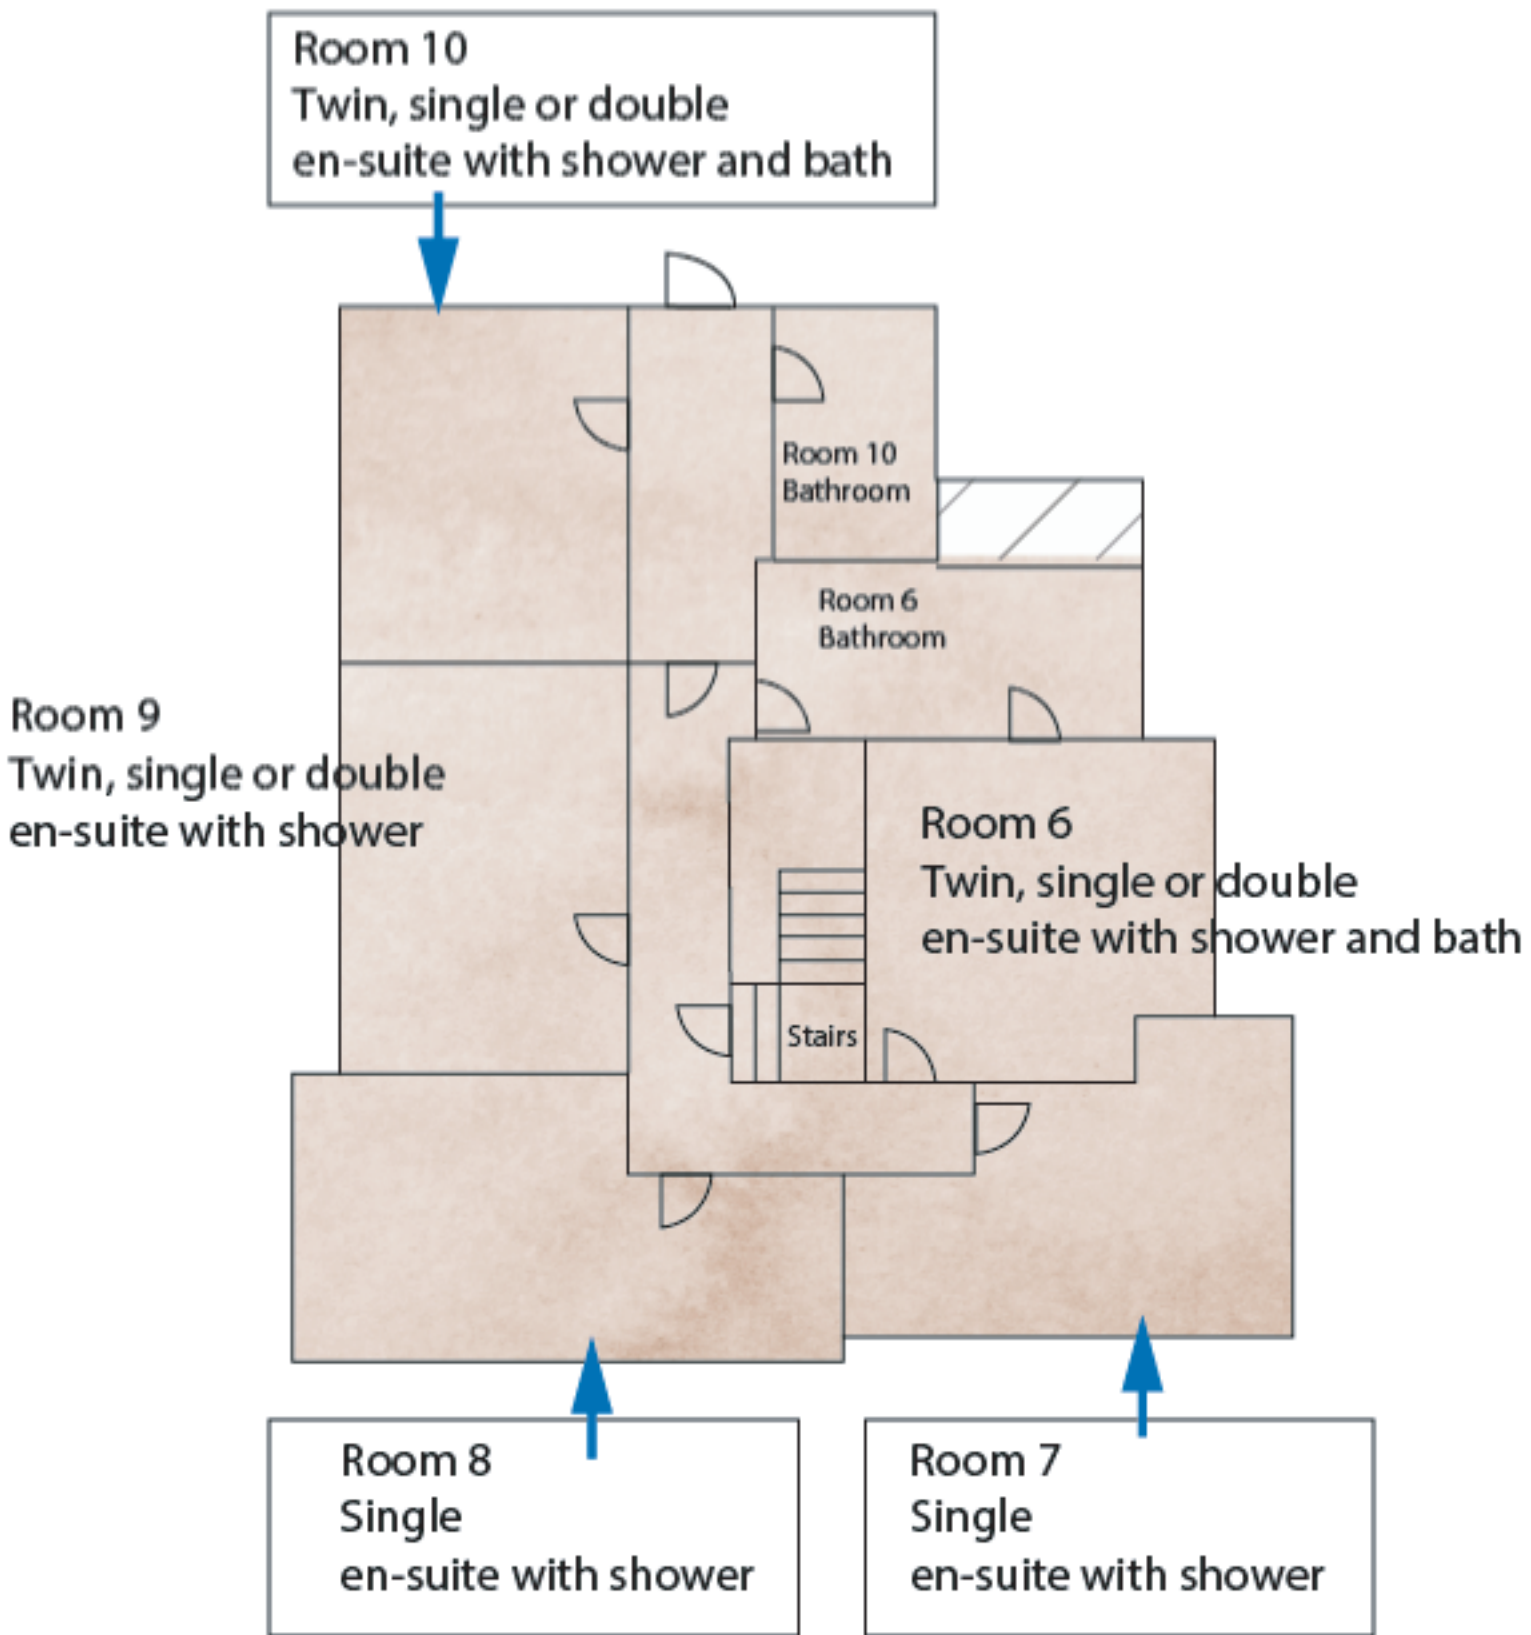 Room 10
Twin, single or double
en-suite with shower and bath
Room 10
Bathroom
Room 6
Bathroom
Room 9
Twin, single or double
en-suite with shower
Room 6
Twin, single or double
en-suite with shower and bath
Stairs
Room 8
Single
en-suite with shower
Room 7
Single
en-suite with shower